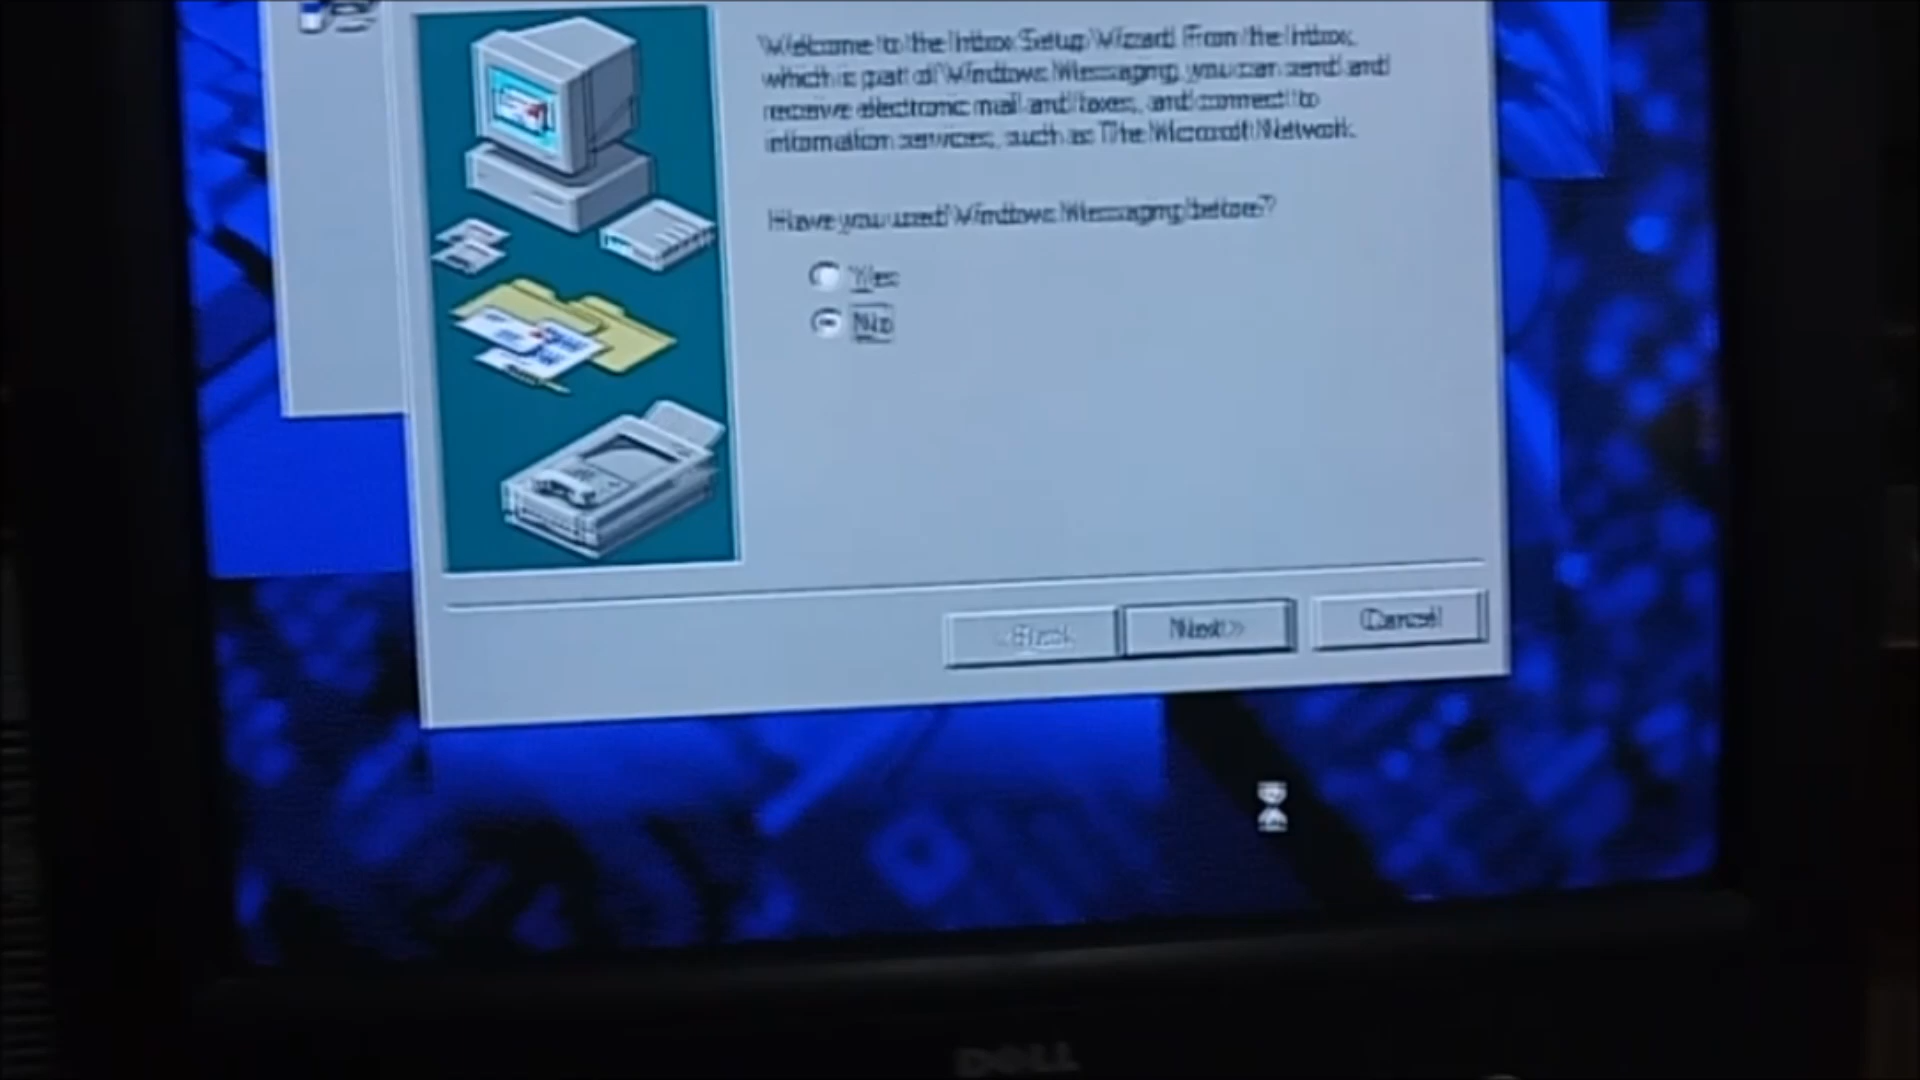 Welcome to the Inbox Setup Wizard. From the Inbox,
which is part of Windows Messaging, you can send and
receive electronic mail and faxes, and connect to
information services, such as The Microsoft Network.
Have you used Windows Messaging before?
Yes
No
< Back
Next >
Cancel
DELL